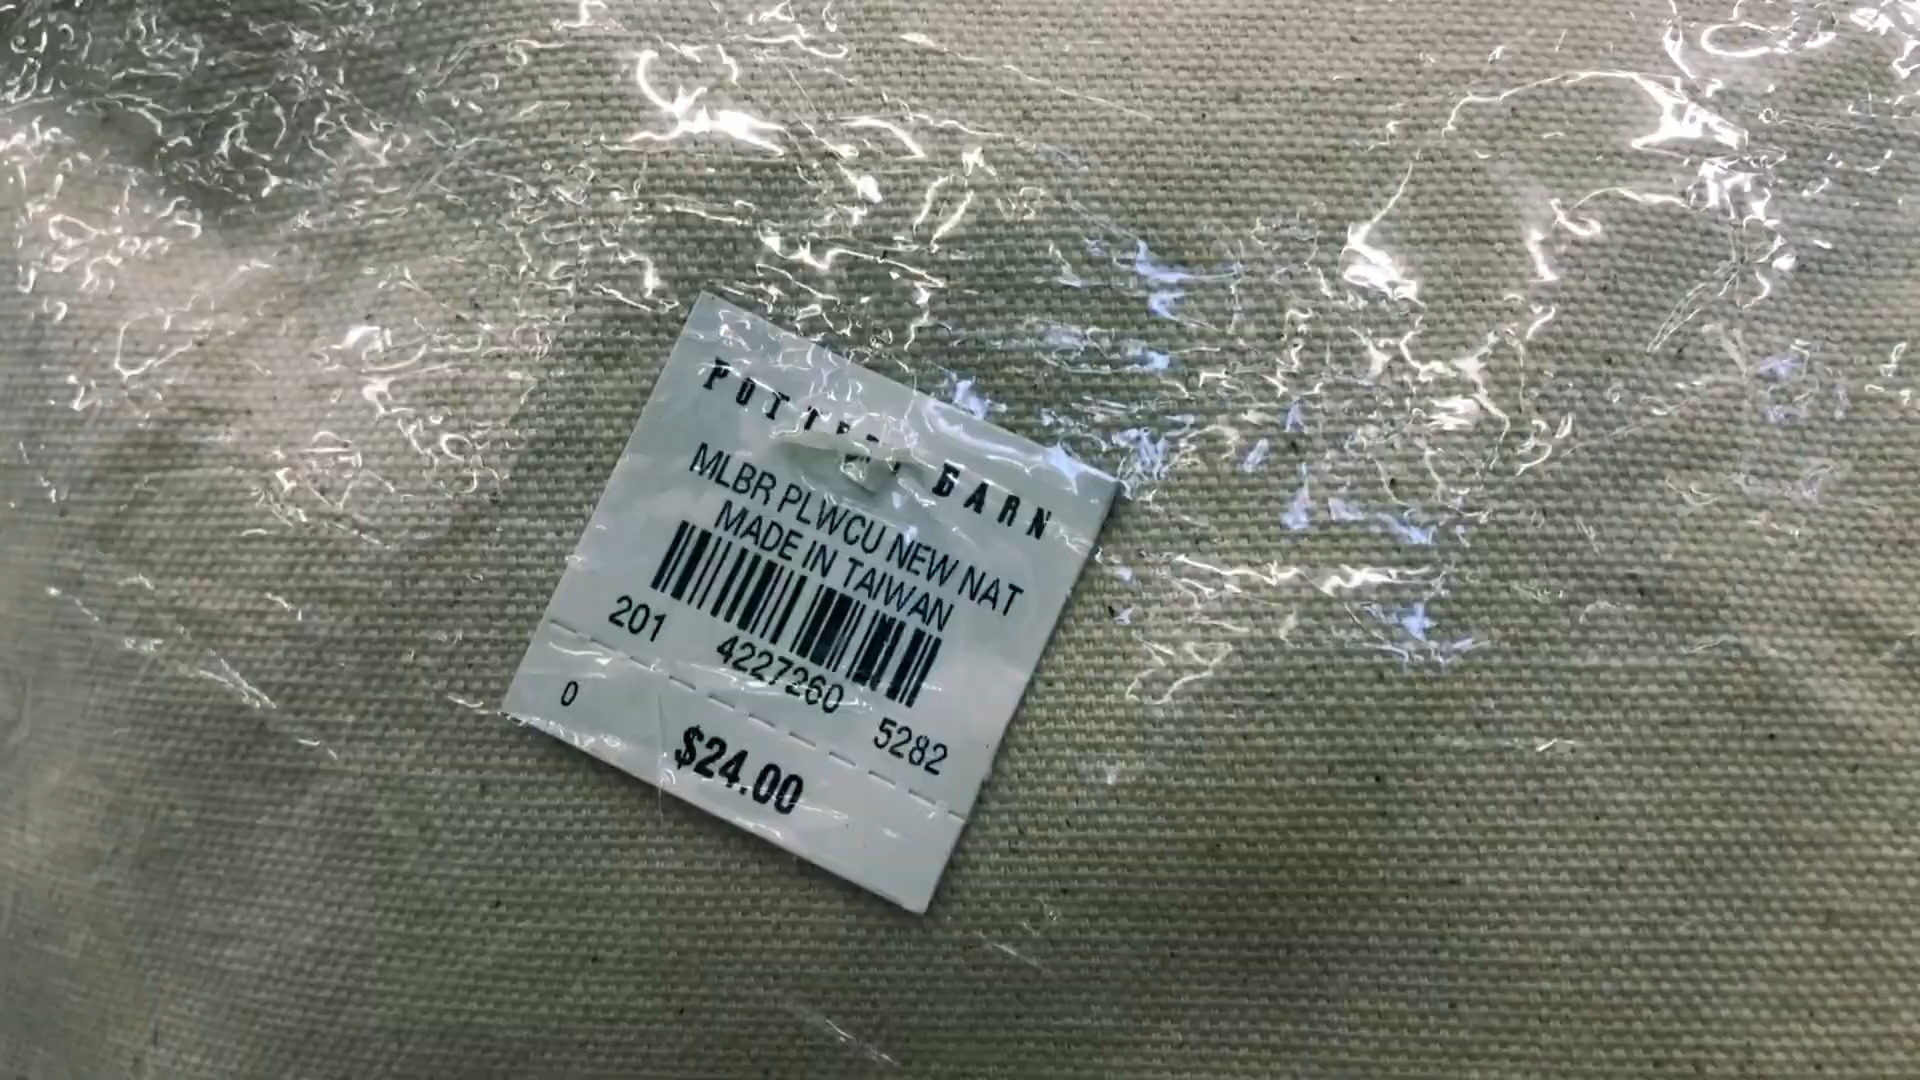 POTTERY BARN
MLBR PLWCU NEW NAT
MADE IN TAIWAN
201 4227260 5282
0
$24.00